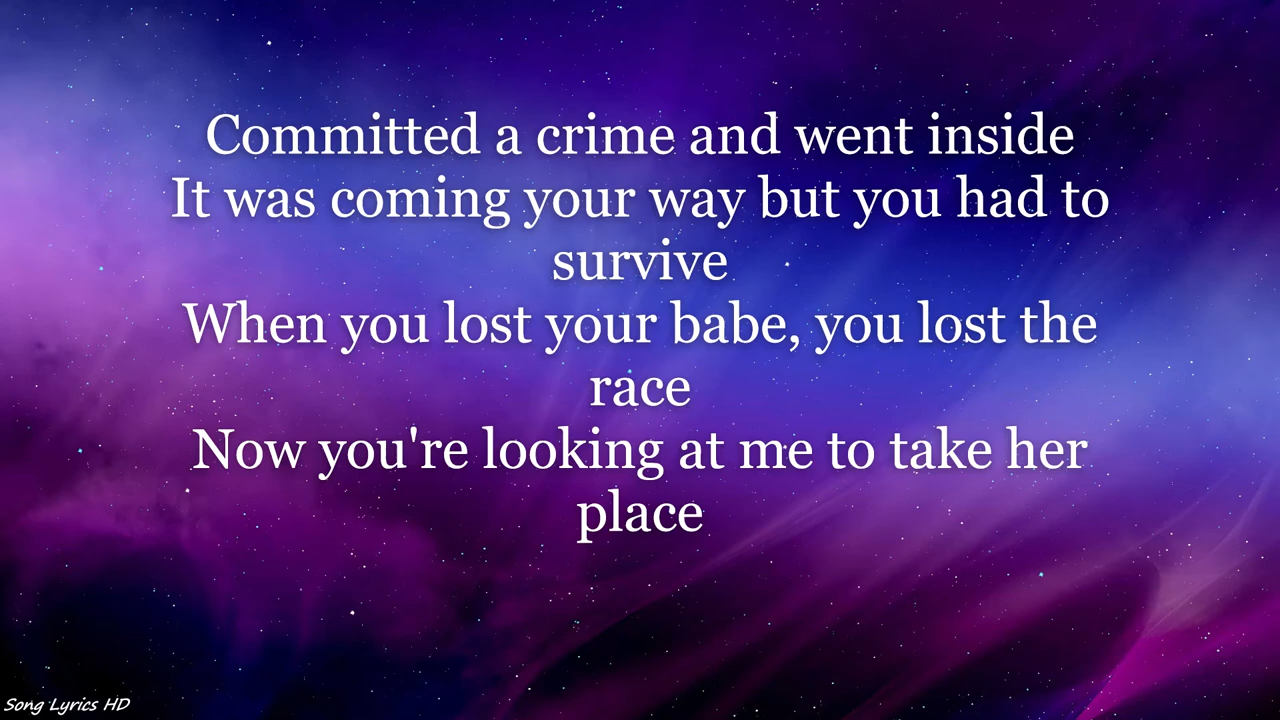 Committed a crime and went inside
It was coming your way but you had to
survive
When you lost your babe, you lost the
race
Now you're looking at me to take her
place
Song Lyrics HD